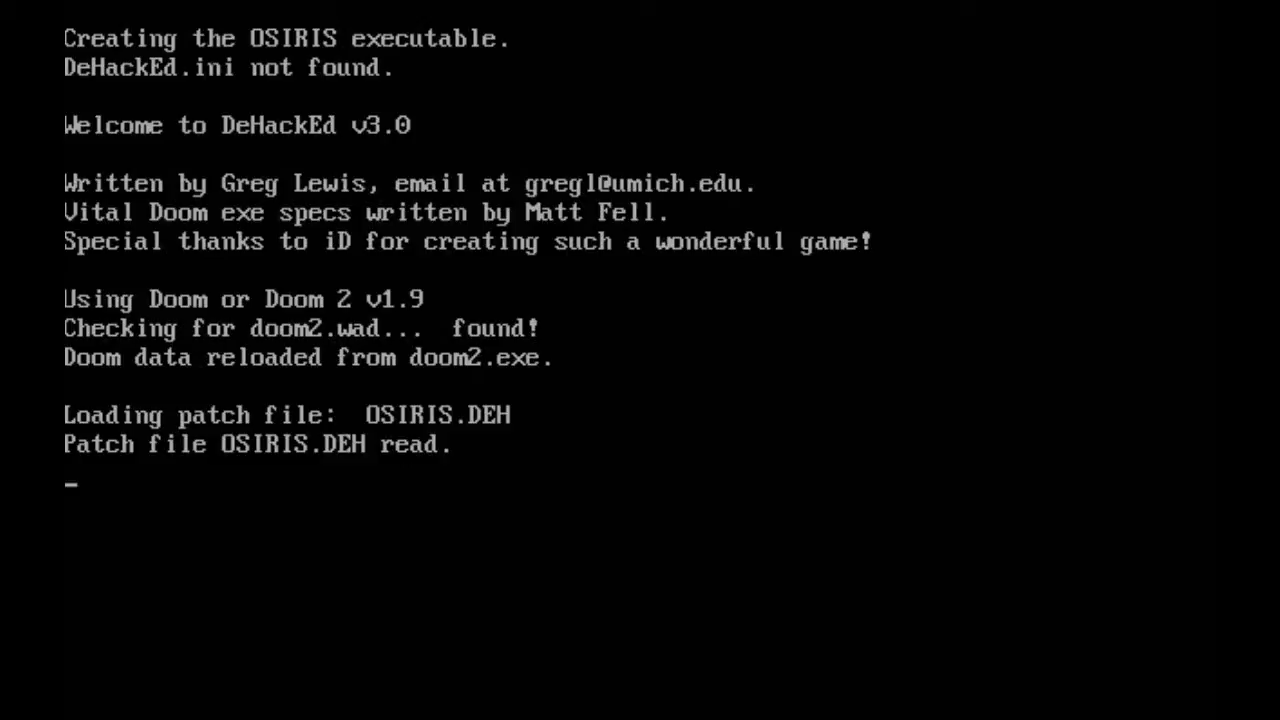 Creating the OSIRIS executable.
DeHackEd.ini not found.
Welcome to DeHackEd v3.0
Written by Greg Lewis, email at gregl@umich.edu.
Vital Doom exe specs written by Matt Fell.
Special thanks to iD for creating such a wonderful game!
Using Doom or Doom 2 v1.9
Checking for doom2.wad...  found!
Doom data reloaded from doom2.exe.
Loading patch file:  OSIRIS.DEH
Patch file OSIRIS.DEH read.
_